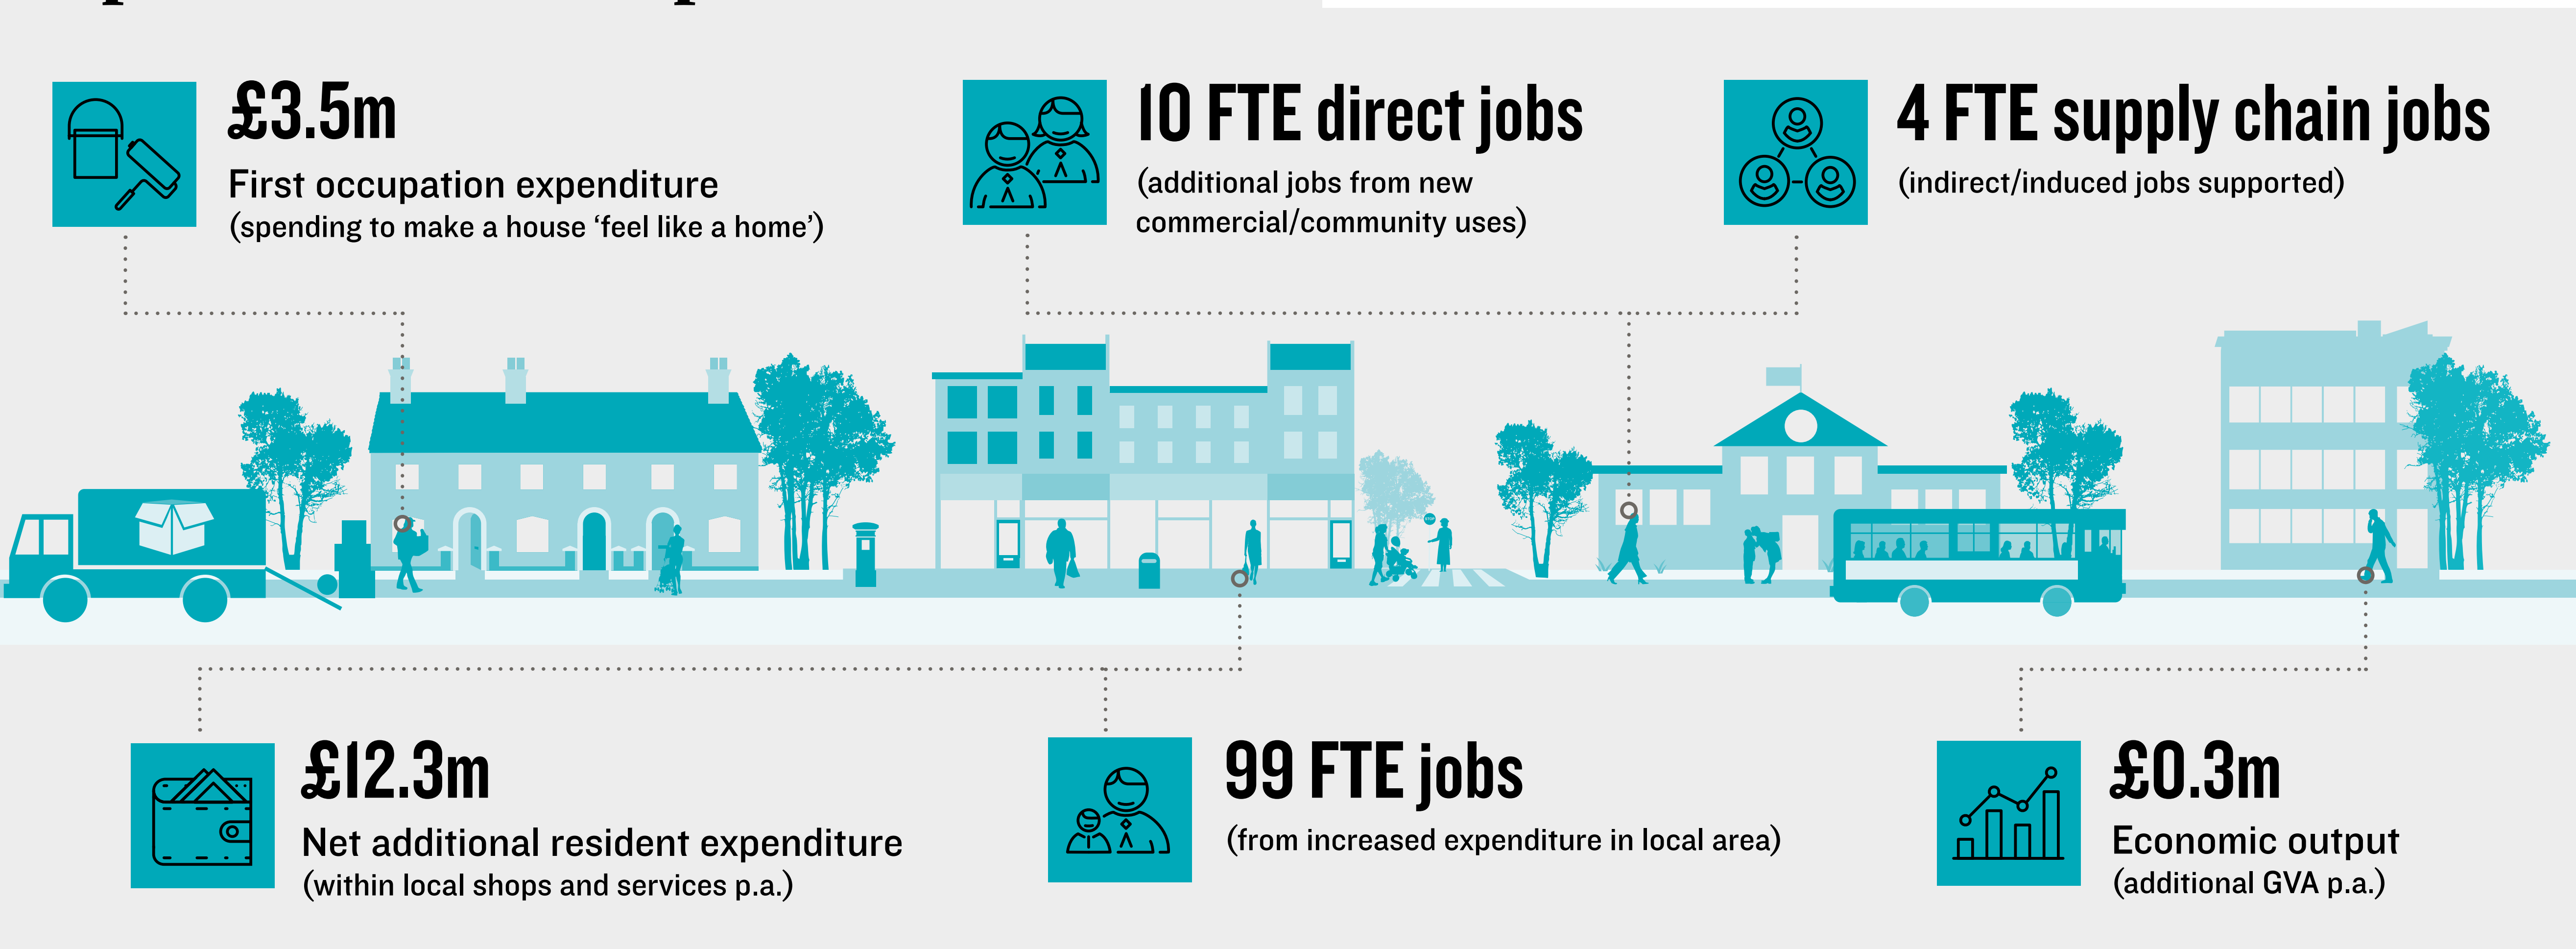 £3.5m
First occupation expenditure
(spending to make a house ‘feel like a home’)
10 FTE direct jobs
(additional jobs from new
commercial/community uses)
4 FTE supply chain jobs
(indirect/induced jobs supported)
£12.3m
Net additional resident expenditure
(within local shops and services p.a.)
99 FTE jobs
(from increased expenditure in local area)
£0.3m
Economic output
(additional GVA p.a.)